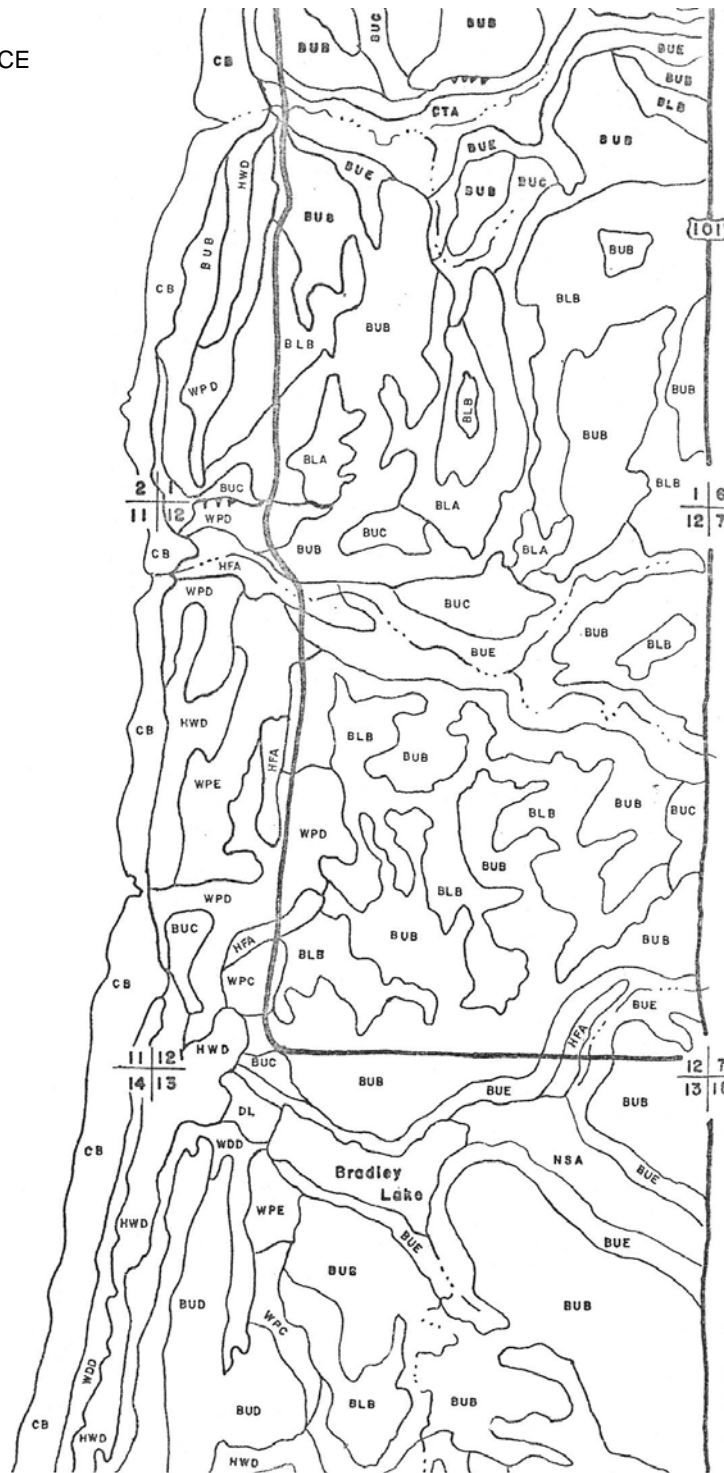 CE
BUB
BUC
BUB
CB
BUE
BUB
BLB
CTA
BUE
BUB
HWD
BUE
BUB
BUC
BUB
101
BUB
BUB
CB
BLB
BLB
BUB
WPD
BUB
BLB
BUB
BLA
BLB
2 1
BUC
BLA
1 6
11 12
WPD
BUC
12 7
BUB
BLA
CB
HFA
WPD
BUC
BUB
BLB
BUE
HWD
CB
BLB
BUB
HFA
WPE
BUB
BUC
BLB
WPD
BUB
BLB
WPD
BUC
HFA
BUB
BUB
BLB
CB
WPC
BUE
HFA
HWD
11 12
BUC
12 7
14 13
BUB
BUE
13 18
BUB
DL
CB
WDD
Bradley
Lake
NSA
BUE
WPE
HWD
BUE
BUE
BUB
BUD
BUB
WPC
WDD
BLB
BUB
BUD
CB
HWD
HWD